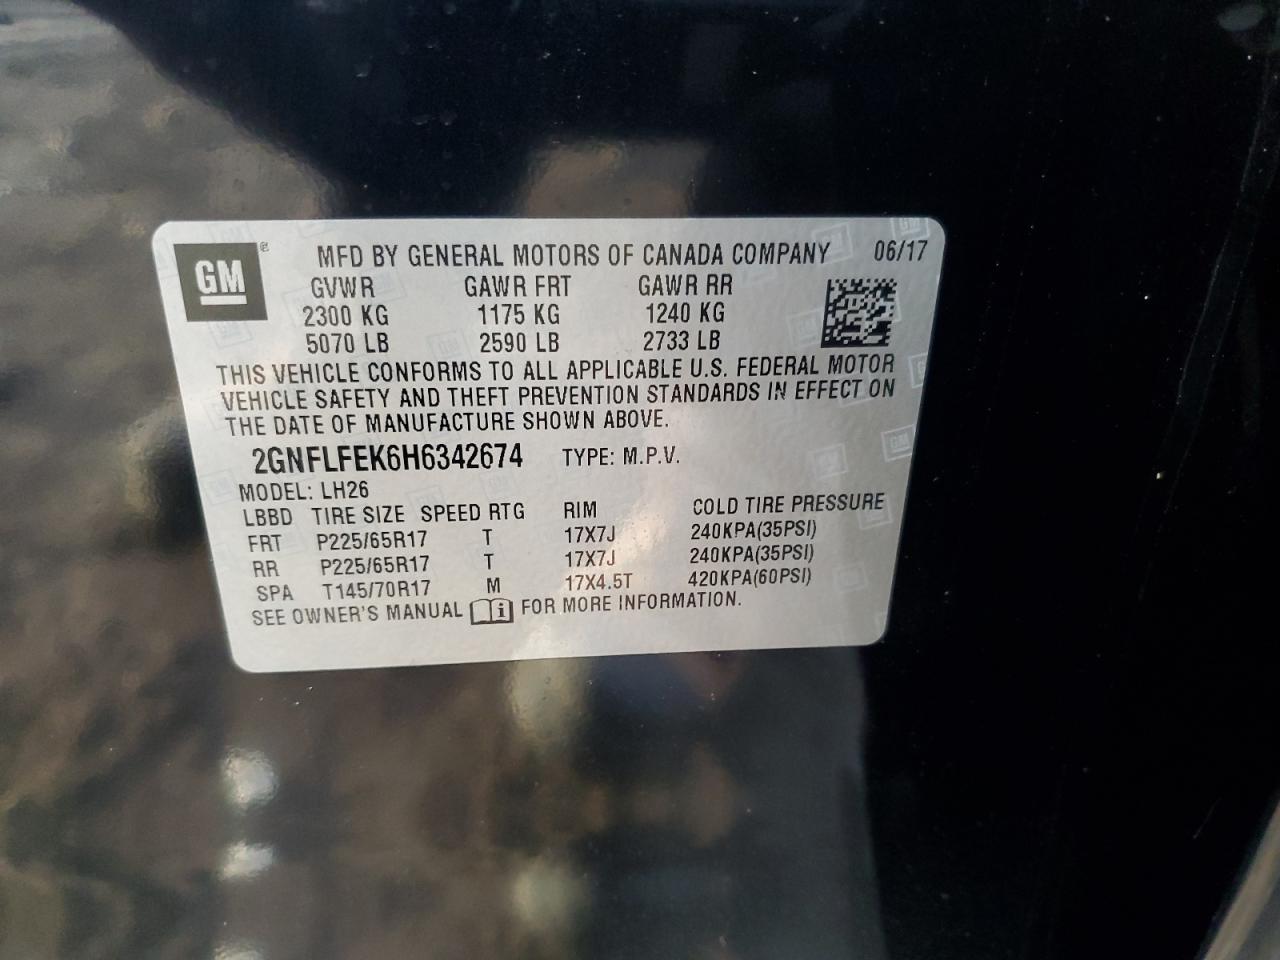 GM ® MFD BY GENERAL MOTORS OF CANADA COMPANY 06/17
GVWR GAWR FRT GAWR RR
2300 KG 1175 KG 1240 KG
5070 LB 2590 LB 2733 LB
THIS VEHICLE CONFORMS TO ALL APPLICABLE U.S. FEDERAL MOTOR
VEHICLE SAFETY AND THEFT PREVENTION STANDARDS IN EFFECT ON
THE DATE OF MANUFACTURE SHOWN ABOVE.
2GNFLFEK6H6342674 TYPE: M.P.V.
MODEL: LH26
LBBD TIRE SIZE SPEED RTG RIM COLD TIRE PRESSURE
FRT P225/65R17 T 17X7J 240KPA(35PSI)
RR P225/65R17 T 17X7J 240KPA(35PSI)
SPA T145/70R17 M 17X4.5T 420KPA(60PSI)
SEE OWNER'S MANUAL i FOR MORE INFORMATION.